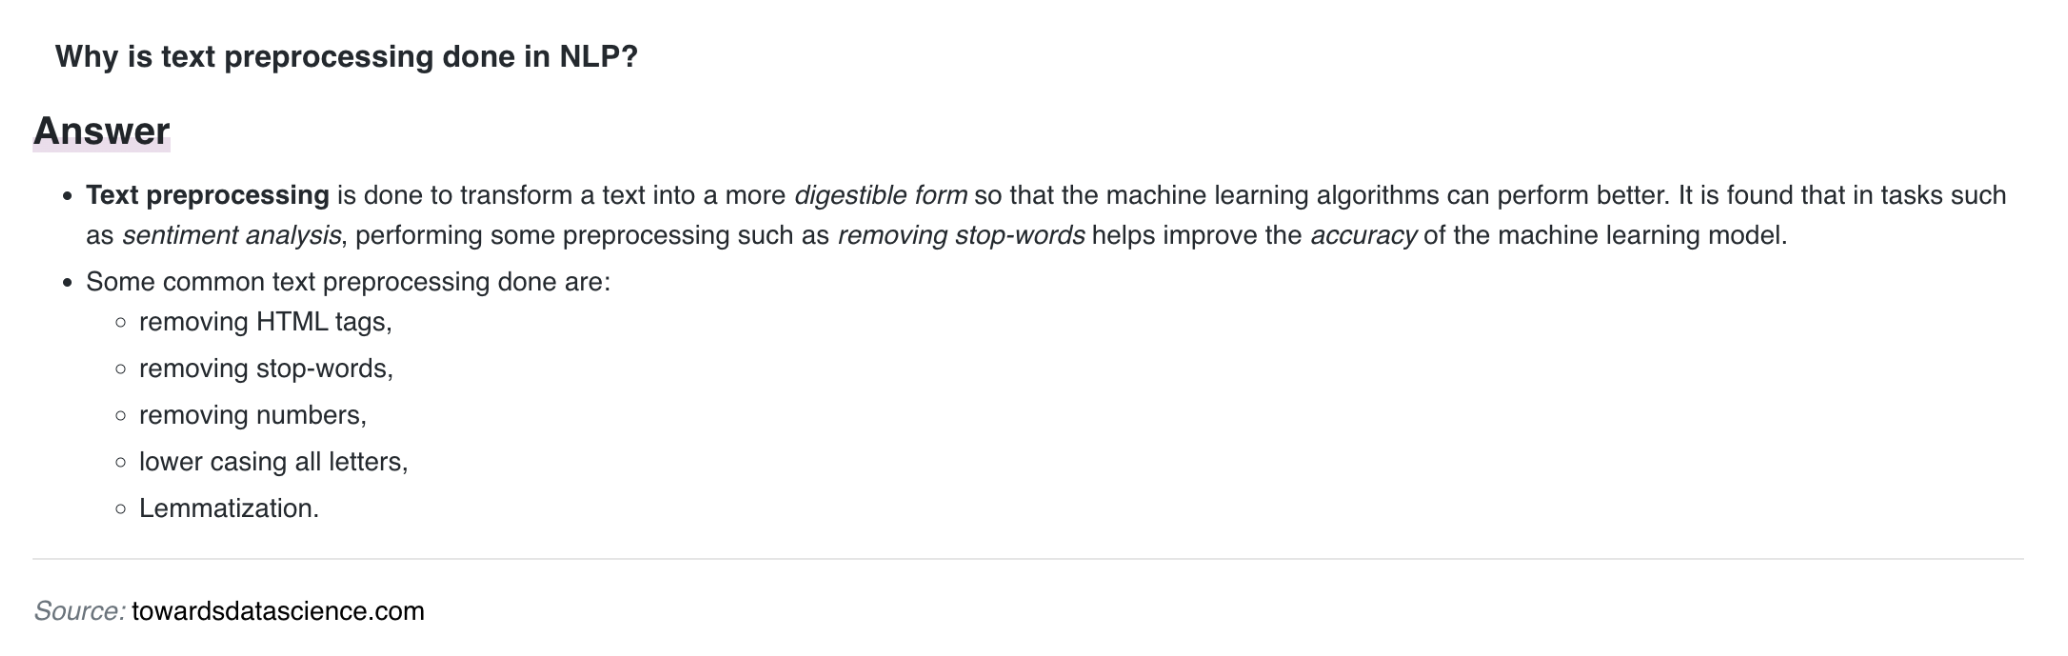 Why is text preprocessing done in NLP?
Answer
• Text preprocessing is done to transform a text into a more digestible form so that the machine learning algorithms can perform better. It is found that in tasks such
as sentiment analysis, performing some preprocessing such as removing stop-words helps improve the accuracy of the machine learning model.
• Some common text preprocessing done are:
◦ removing HTML tags,
◦ removing stop-words,
◦ removing numbers,
◦ lower casing all letters,
◦ Lemmatization.
Source: towardsdatascience.com